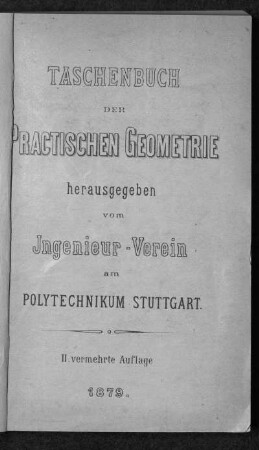 TASCHENBUCH
DER
PRACTISCHEN GEOMETRIE
herausgegeben
vom
Jngenieur-Verein
am
POLYTECHNIKUM STUTTGART.
II. vermehrte Auflage
1879.